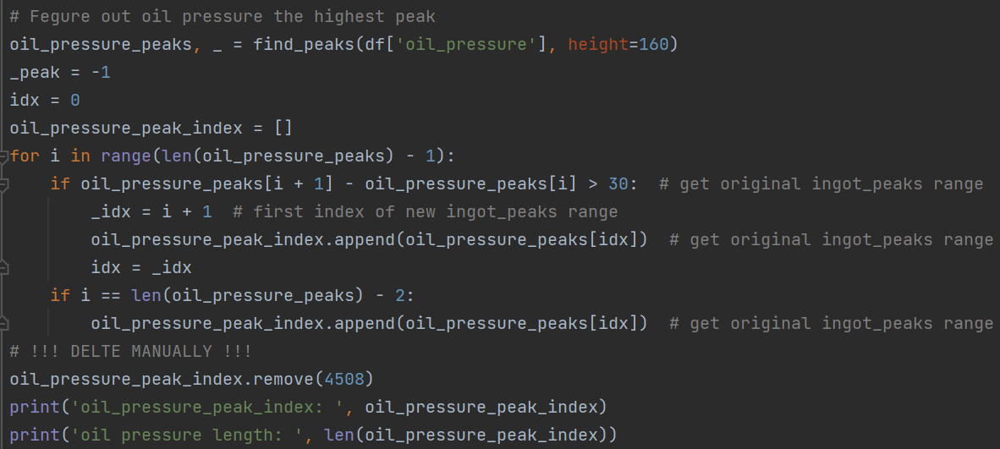 # Fegure out oil pressure the highest peak
oil_pressure_peaks, _ = find_peaks(df['oil_pressure'], height=160)
_peak = -1
idx = 0
oil_pressure_peak_index = []
for i in range(len(oil_pressure_peaks) - 1):
    if oil_pressure_peaks[i + 1] - oil_pressure_peaks[i] > 30:  # get original ingot_peaks range
        _idx = i + 1  # first index of new ingot_peaks range
        oil_pressure_peak_index.append(oil_pressure_peaks[idx])  # get original ingot_peaks range
        idx = _idx
    if i == len(oil_pressure_peaks) - 2:
        oil_pressure_peak_index.append(oil_pressure_peaks[idx])  # get original ingot_peaks range
# !!! DELTE MANUALLY !!!
oil_pressure_peak_index.remove(4508)
print('oil_pressure_peak_index: ', oil_pressure_peak_index)
print('oil pressure length: ', len(oil_pressure_peak_index))